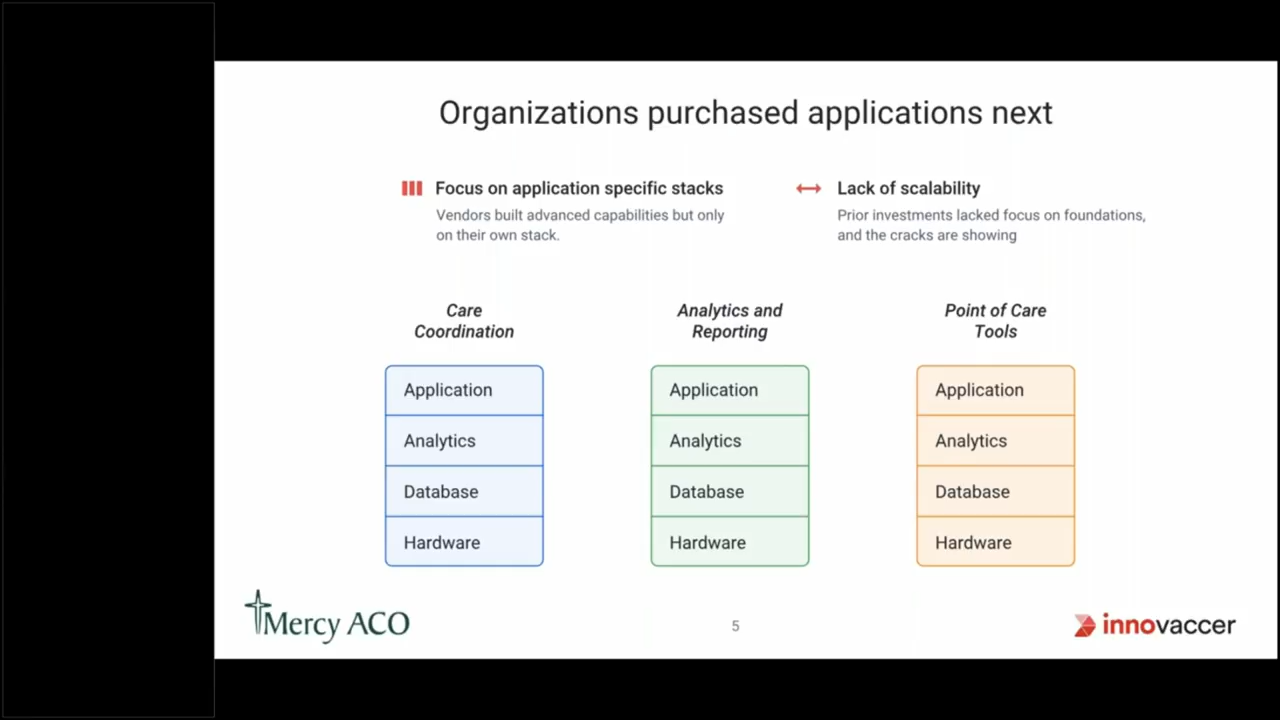 Organizations purchased applications next
Focus on application specific stacks
Vendors built advanced capabilities but only
on their own stack.
Lack of scalability
Prior investments lacked focus on foundations,
and the cracks are showing
Care
Coordination
Application
Analytics
Database
Hardware
Analytics and
Reporting
Application
Analytics
Database
Hardware
Point of Care
Tools
Application
Analytics
Database
Hardware
Mercy ACO
5
innovaccer